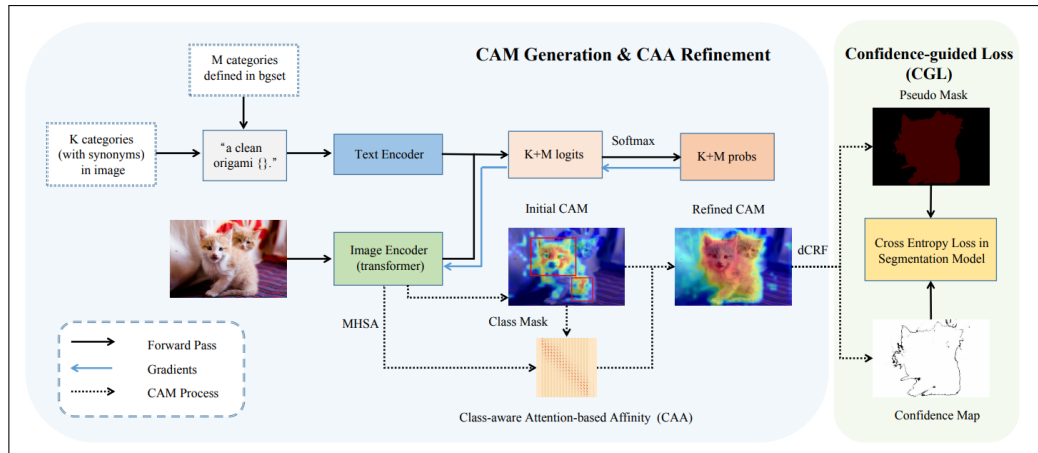 CAM Generation & CAA Refinement
M categories
defined in bgset
K categories
(with synonyms)
in image
"a clean
origami {}."
Text Encoder
K+M logits
Softmax
K+M probs
Image Encoder
(transformer)
Initial CAM
Refined CAM
dCRF
MHSA
Class Mask
Class-aware Attention-based Affinity (CAA)
Forward Pass
Gradients
CAM Process
Confidence-guided Loss
(CGL)
Pseudo Mask
Cross Entropy Loss in
Segmentation Model
Confidence Map